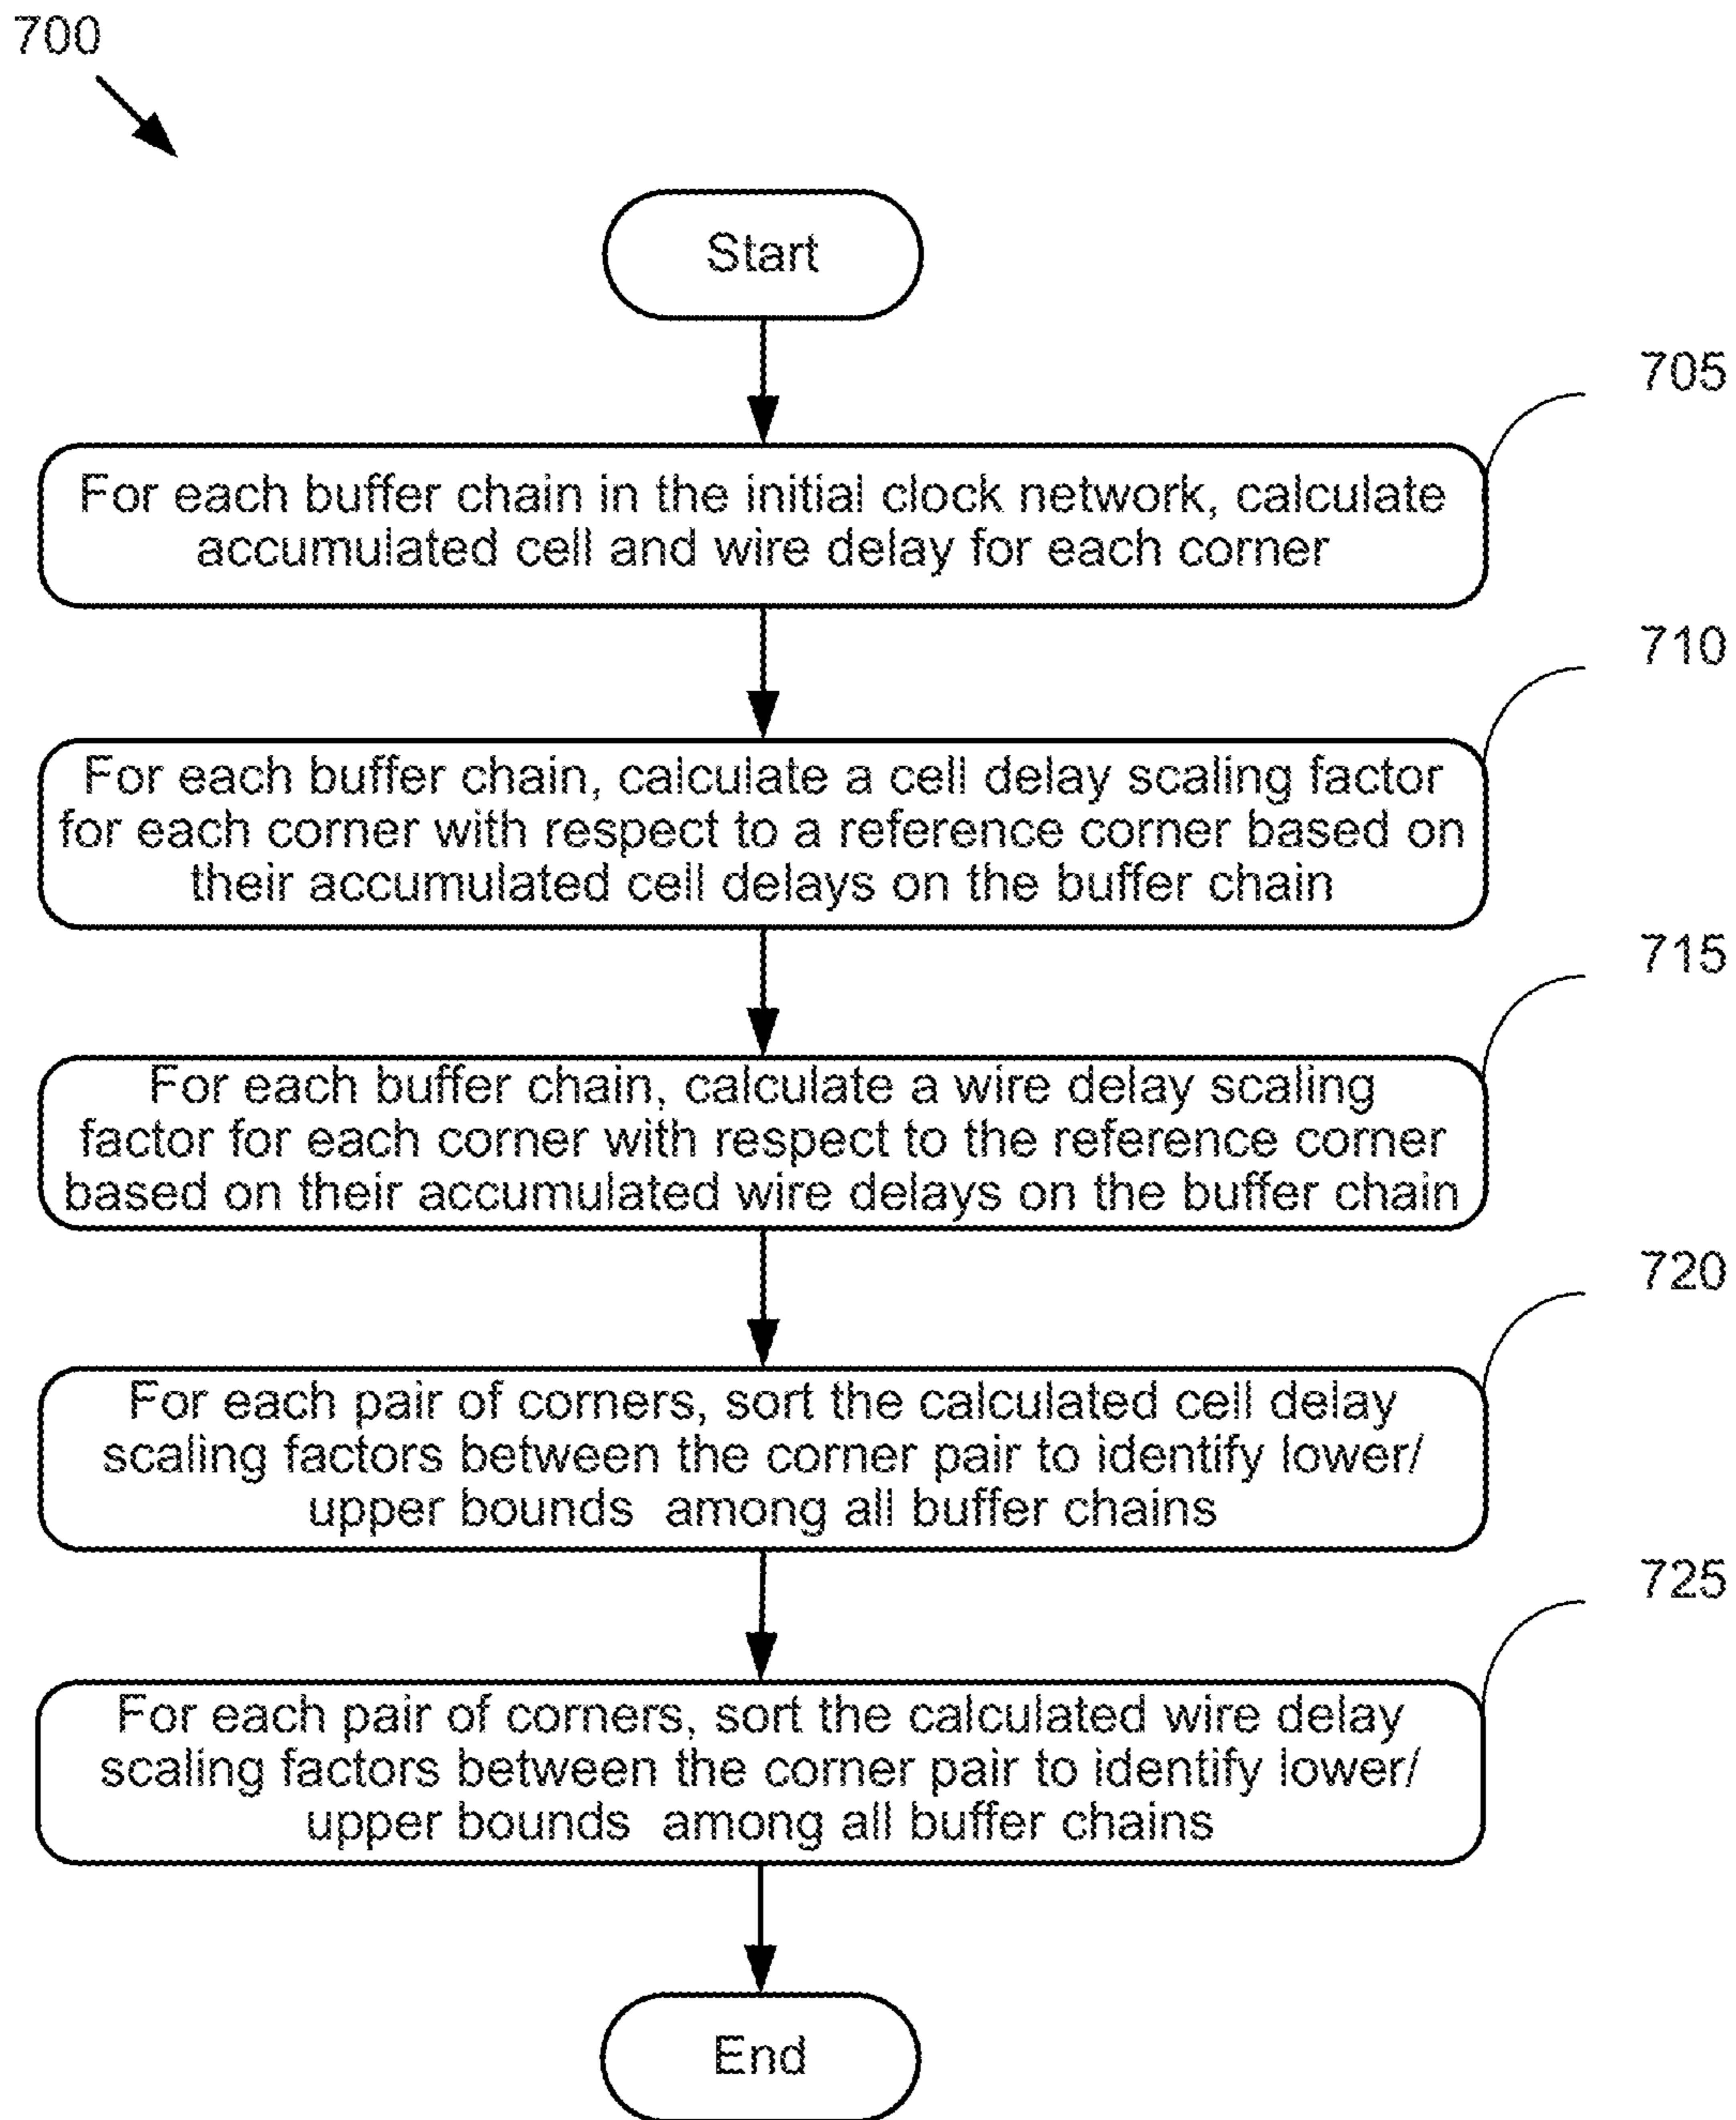 700
Start
705
For each buffer chain in the initial clock network, calculate
accumulated cell and wire delay for each corner
710
For each buffer chain, calculate a cell delay scaling factor
for each corner with respect to a reference corner based on
their accumulated cell delays on the buffer chain
715
For each buffer chain, calculate a wire delay scaling
factor for each corner with respect to the reference corner
based on their accumulated wire delays on the buffer chain
720
For each pair of corners, sort the calculated cell delay
scaling factors between the corner pair to identify lower/
upper bounds among all buffer chains
725
For each pair of corners, sort the calculated wire delay
scaling factors between the corner pair to identify lower/
upper bounds among all buffer chains
End